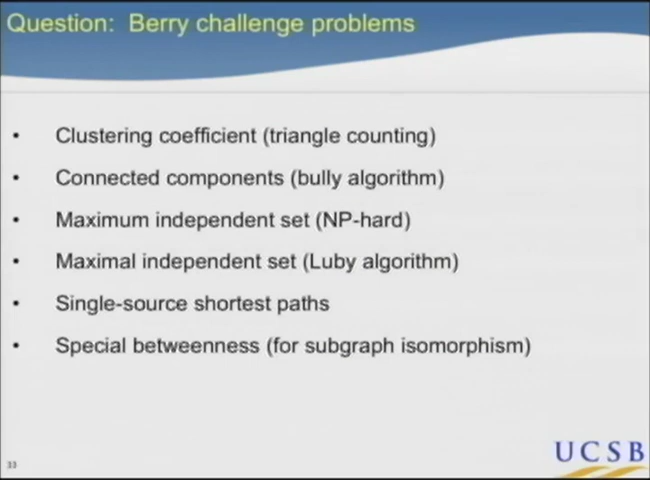 Question: Berry challenge problems
• Clustering coefficient (triangle counting)
• Connected components (bully algorithm)
• Maximum independent set (NP-hard)
• Maximal independent set (Luby algorithm)
• Single-source shortest paths
• Special betweenness (for subgraph isomorphism)
33
UCSB